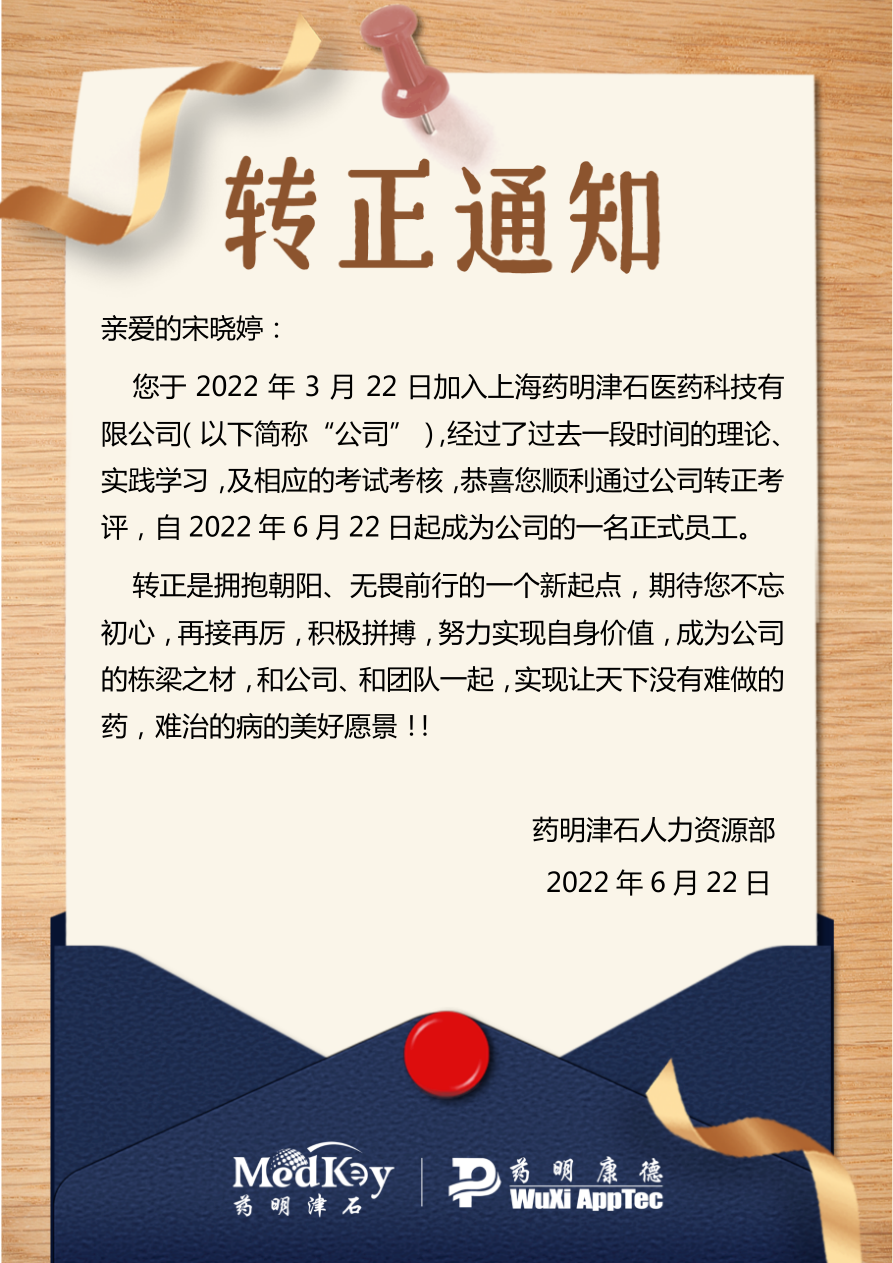 转正通知
亲爱的宋晓婷：
您于 2022 年 3 月 22 日加入上海药明津石医药科技有
限公司（以下简称“公司”），经过了过去一段时间的理论、
实践学习，及相应的考试考核，恭喜您顺利通过公司转正考
评，自 2022 年 6 月 22 日起成为公司的一名正式员工。
转正是拥抱朝阳、无畏前行的一个新起点，期待您不忘
初心，再接再厉，积极拼搏，努力实现自身价值，成为公司
的栋梁之材，和公司、和团队一起，实现让天下没有难做的
药，难治的病的美好愿景！！
药明津石人力资源部
2022 年 6 月 22 日
MedKey
药明津石
药明康德
WuXi AppTec